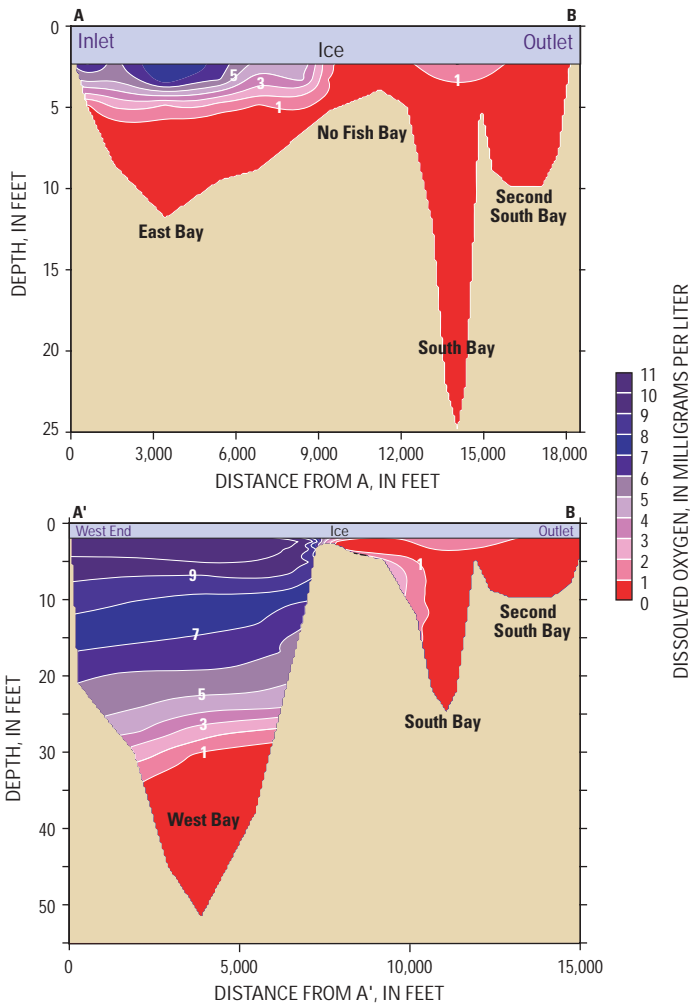 A B
Inlet Ice Outlet
5 3 1 1
No Fish Bay
East Bay
Second
South Bay
South Bay
0
5
10
15
20
25
DEPTH, IN FEET
0 3,000 6,000 9,000 12,000 15,000 18,000
DISTANCE FROM A, IN FEET
A' B
West End Ice Outlet
9
7
5
3
1
1
Second
South Bay
South Bay
West Bay
0
10
20
30
40
50
DEPTH, IN FEET
0 5,000 10,000 15,000
DISTANCE FROM A', IN FEET
11
10
9
8
7
6
5
4
3
2
1
0
DISSOLVED OXYGEN, IN MILLIGRAMS PER LITER